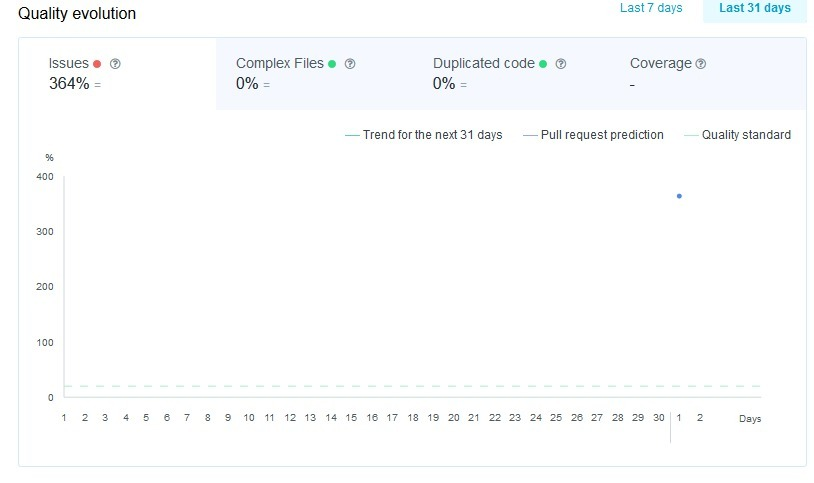 Quality evolution
Last 7 days
Last 31 days
Issues
364% =
Complex Files
0% =
Duplicated code
0% =
Coverage
-
Trend for the next 31 days
Pull request prediction
Quality standard
%
400
300
200
100
0
1 2 3 4 5 6 7 8 9 10 11 12 13 14 15 16 17 18 19 20 21 22 23 24 25 26 27 28 29 30 1 2 Days